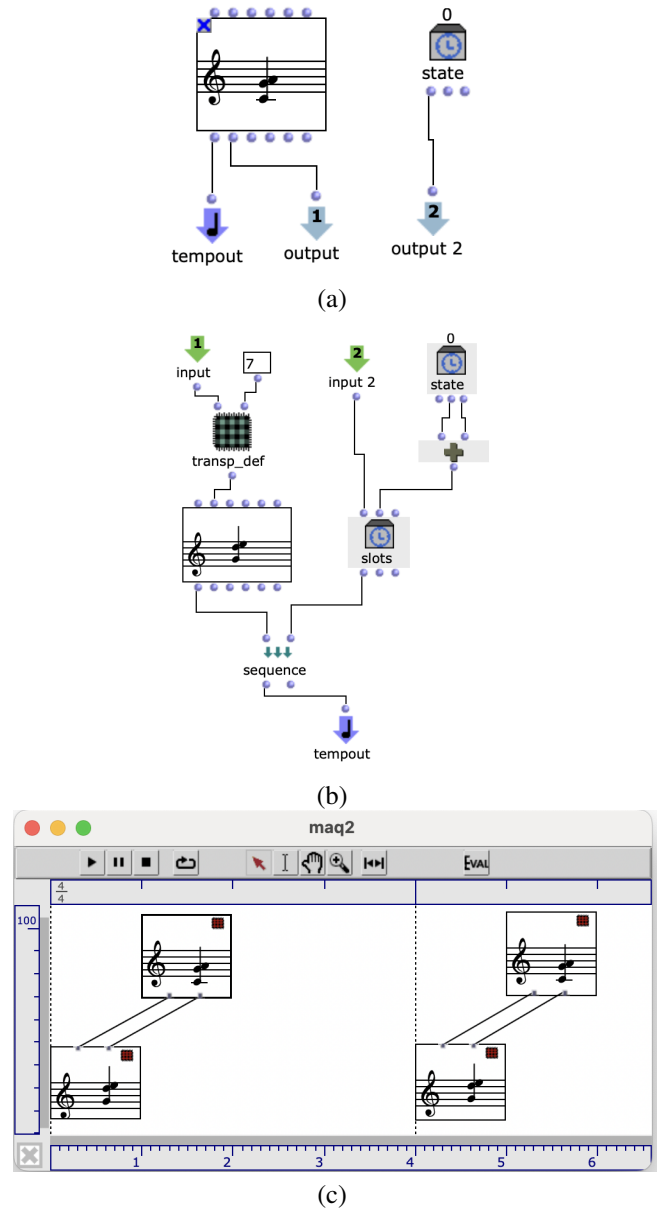 0
state
tempout
1
output
2
output 2
(a)
1
input
7
2
input 2
0
state
transp_def
slots
sequence
tempout
(b)
maq2
EVAL
4
4
100
1 2 3 4 5 6
(c)